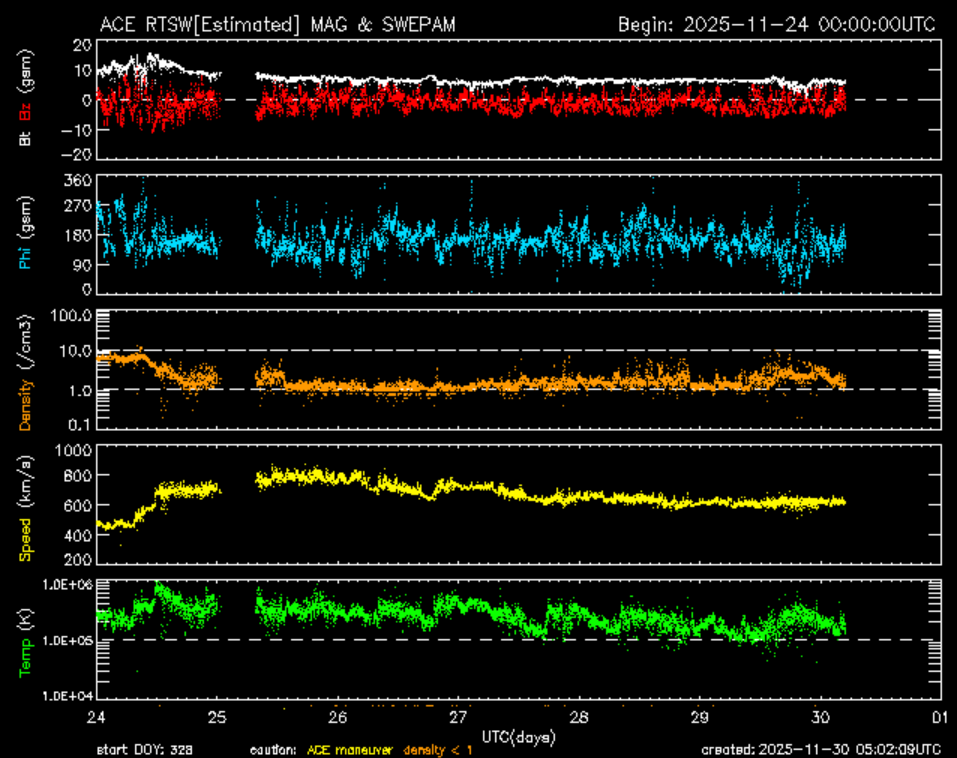 ACE RTSW[Estimated] MAG & SWEPAM
Begin: 2025-11-24 00:00:00UTC
Bt Bz (gsm)
20
10
0
-10
-20
Phi (gsm)
360
270
180
90
0
Density (/cm3)
100.0
10.0
1.0
0.1
Speed (km/s)
1000
800
600
400
200
Temp (K)
1.0E+06
1.0E+05
1.0E+04
24 25 26 27 28 29 30 01
UTC(days)
start DOY: 328
caution: ACE maneuver density < 1
created: 2025-11-30 05:02:09UTC